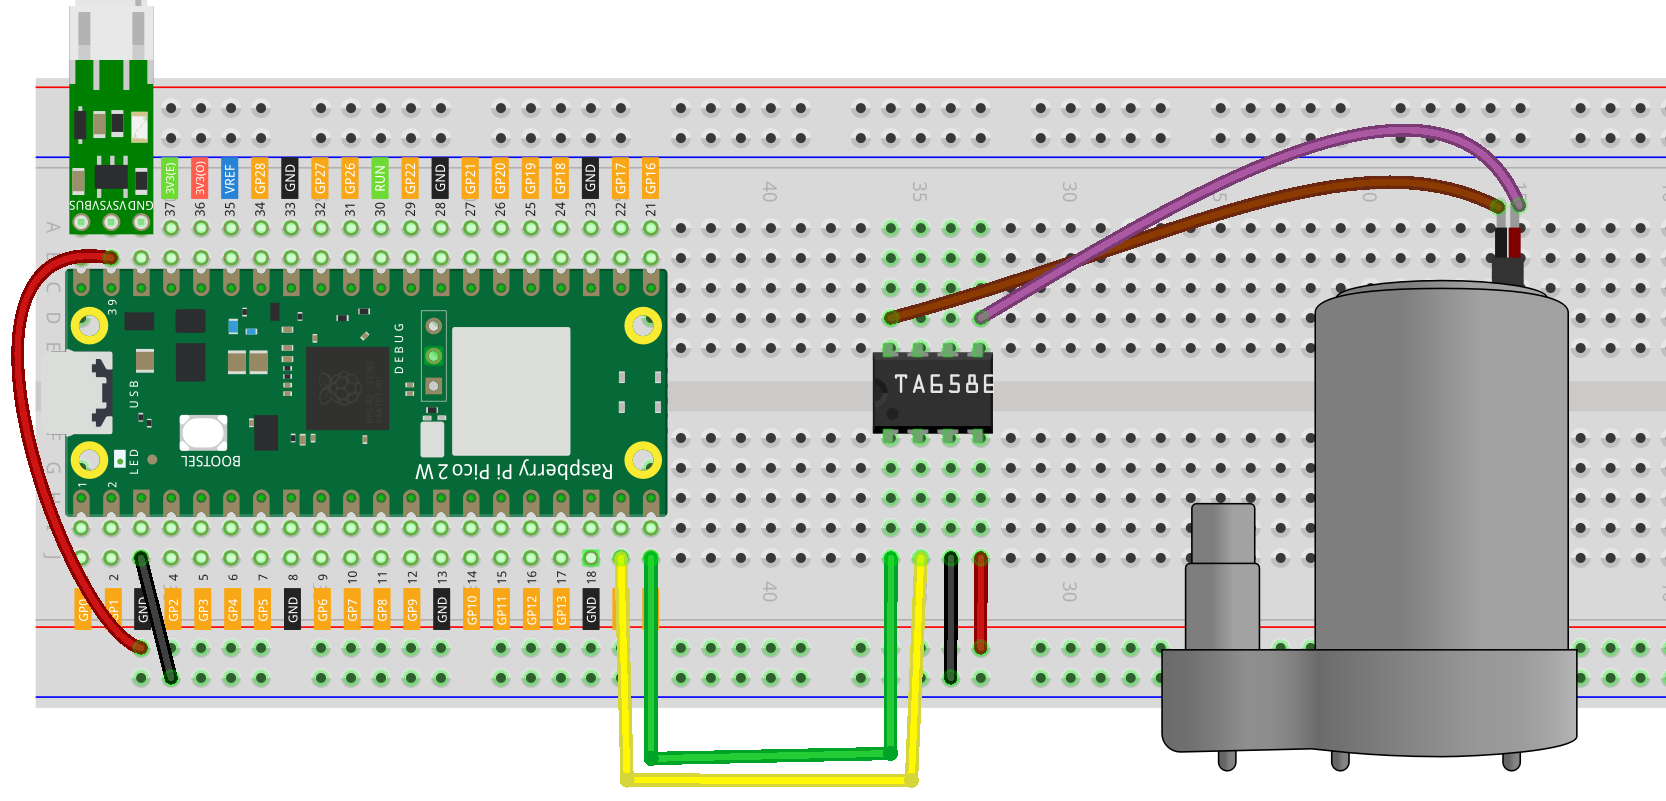 VBUS
VSYS
GND
3V3(E)
3V3(O)
VREF
GP28
GND
GP27
GP26
RUN
GP22
GND
GP21
GP20
GP19
GP18
GND
GP17
GP16
37
36
35
34
33
32
31
30
29
28
27
26
25
24
23
22
21
40
35
30
A
C
D
E
39
DEBUG
USB
TA658
BOOTSEL
LED
Raspberry Pi Pico 2 W
F
G
J
1
2
2
4
5
6
7
8
9
10
11
12
13
14
15
16
17
18
GP0
GP1
GND
GP2
GP3
GP4
GP5
GND
GP6
GP7
GP8
GP9
GND
GP10
GP11
GP12
GP13
GND
40
30